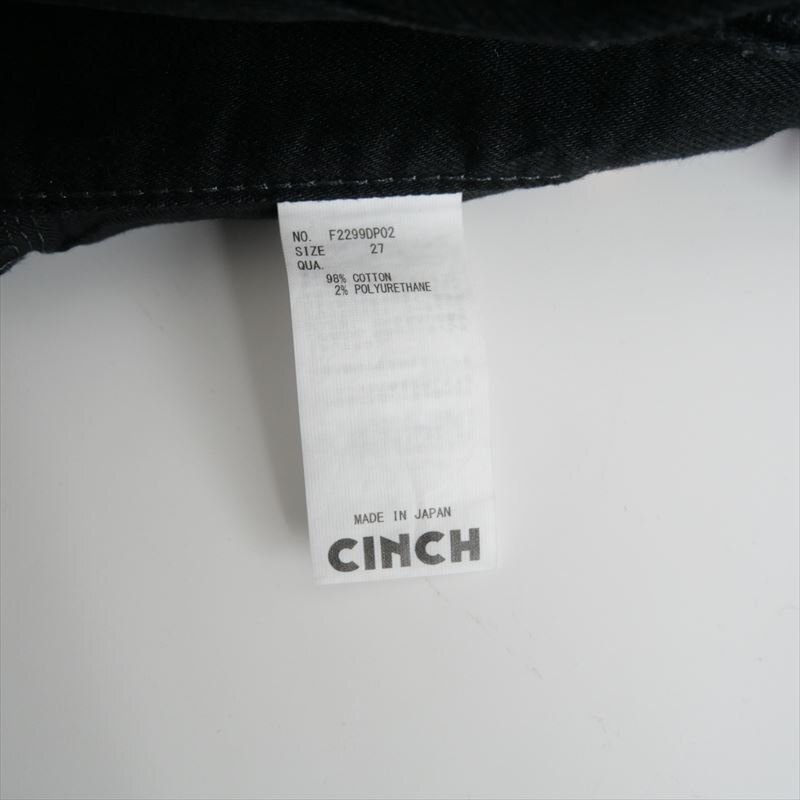 NO. F2299DP02
SIZE 27
QUA.
98% COTTON
2% POLYURETHANE
MADE IN JAPAN
CINCH